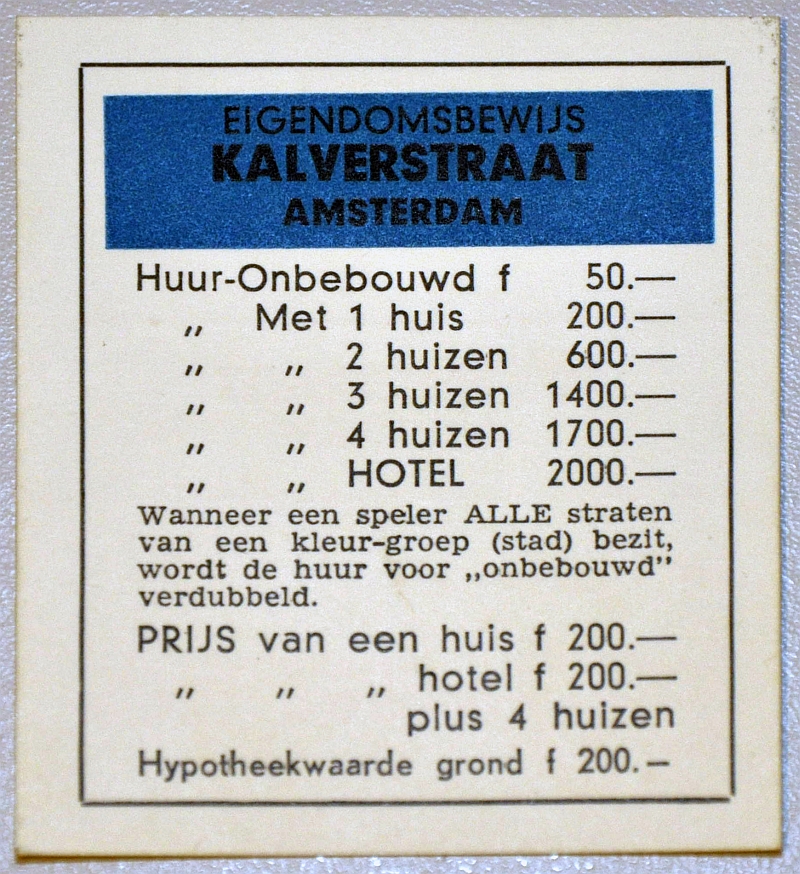 EIGENDOMSBEWIJS
KALVERSTRAAT
AMSTERDAM
Huur-Onbebouwd f 50.—
„ Met 1 huis 200.—
„ „ 2 huizen 600.—
„ „ 3 huizen 1400.—
„ „ 4 huizen 1700.—
„ „ HOTEL 2000.—
Wanneer een speler ALLE straten
van een kleur-groep (stad) bezit,
wordt de huur voor „onbebouwd”
verdubbeld.
PRIJS van een huis f 200.—
„ „ „ hotel f 200.—
plus 4 huizen
Hypotheekwaarde grond f 200.—